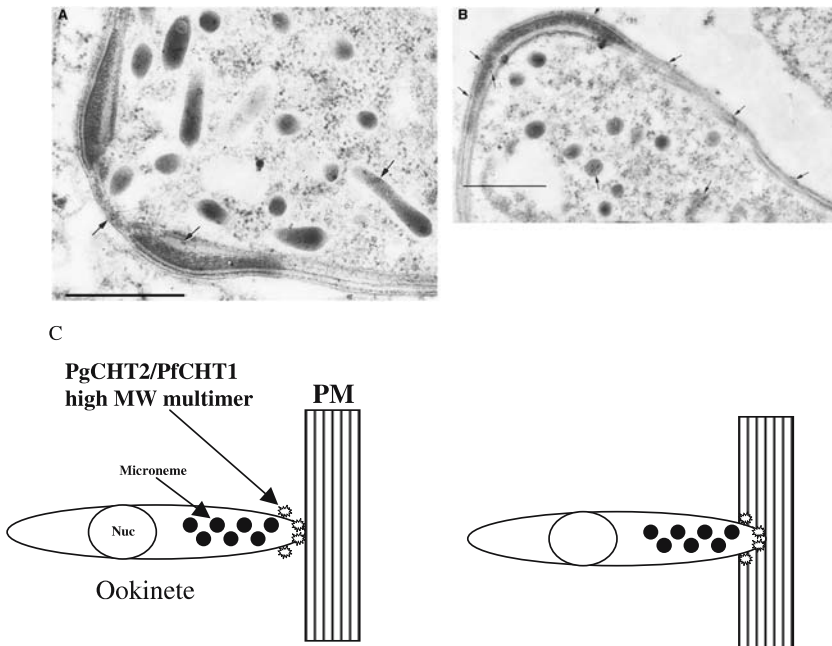 A
B
C
PgCHT2/PfCHT1
high MW multimer
PM
Microneme
Nuc
Ookinete